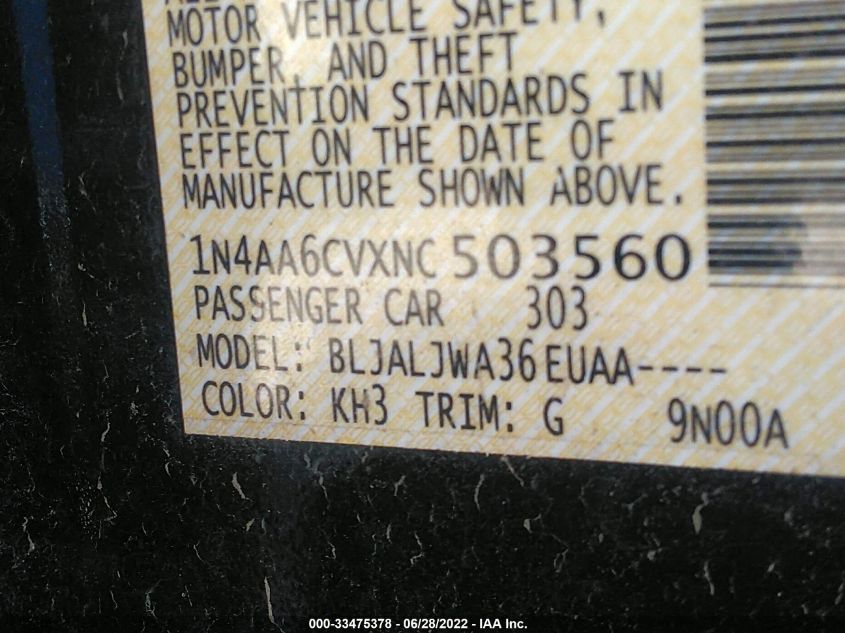 MOTOR VEHICLE SAFETY,
BUMPER, AND THEFT
PREVENTION STANDARDS IN
EFFECT ON THE DATE OF
MANUFACTURE SHOWN ABOVE.
1N4AA6CVXNC503560
PASSENGER CAR 303
MODEL: BLJALJWA36EUAA----
COLOR: KH3 TRIM: G 9N00A
000-33475378 - 06/28/2022 - IAA Inc.